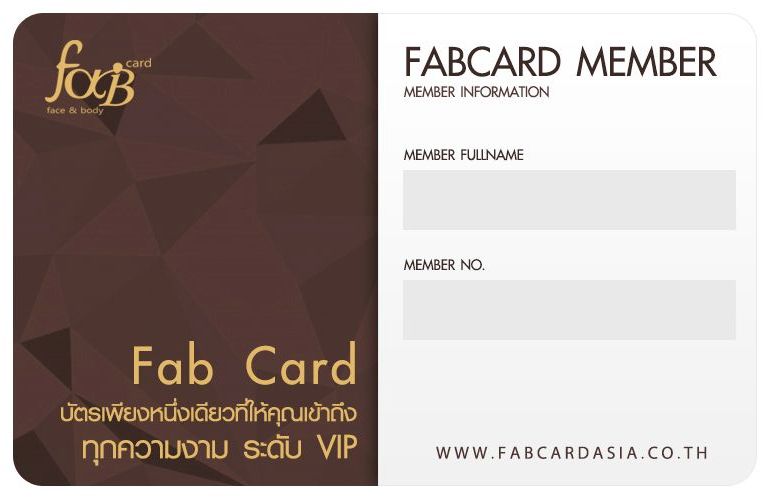 faB card
face & body
Fab Card
บัตรเพียงหนึ่งเดียวที่ให้คุณเข้าถึง
ทุกความงาม ระดับ VIP
FABCARD MEMBER
MEMBER INFORMATION
MEMBER FULLNAME
MEMBER NO.
WWW.FABCARDASIA.CO.TH